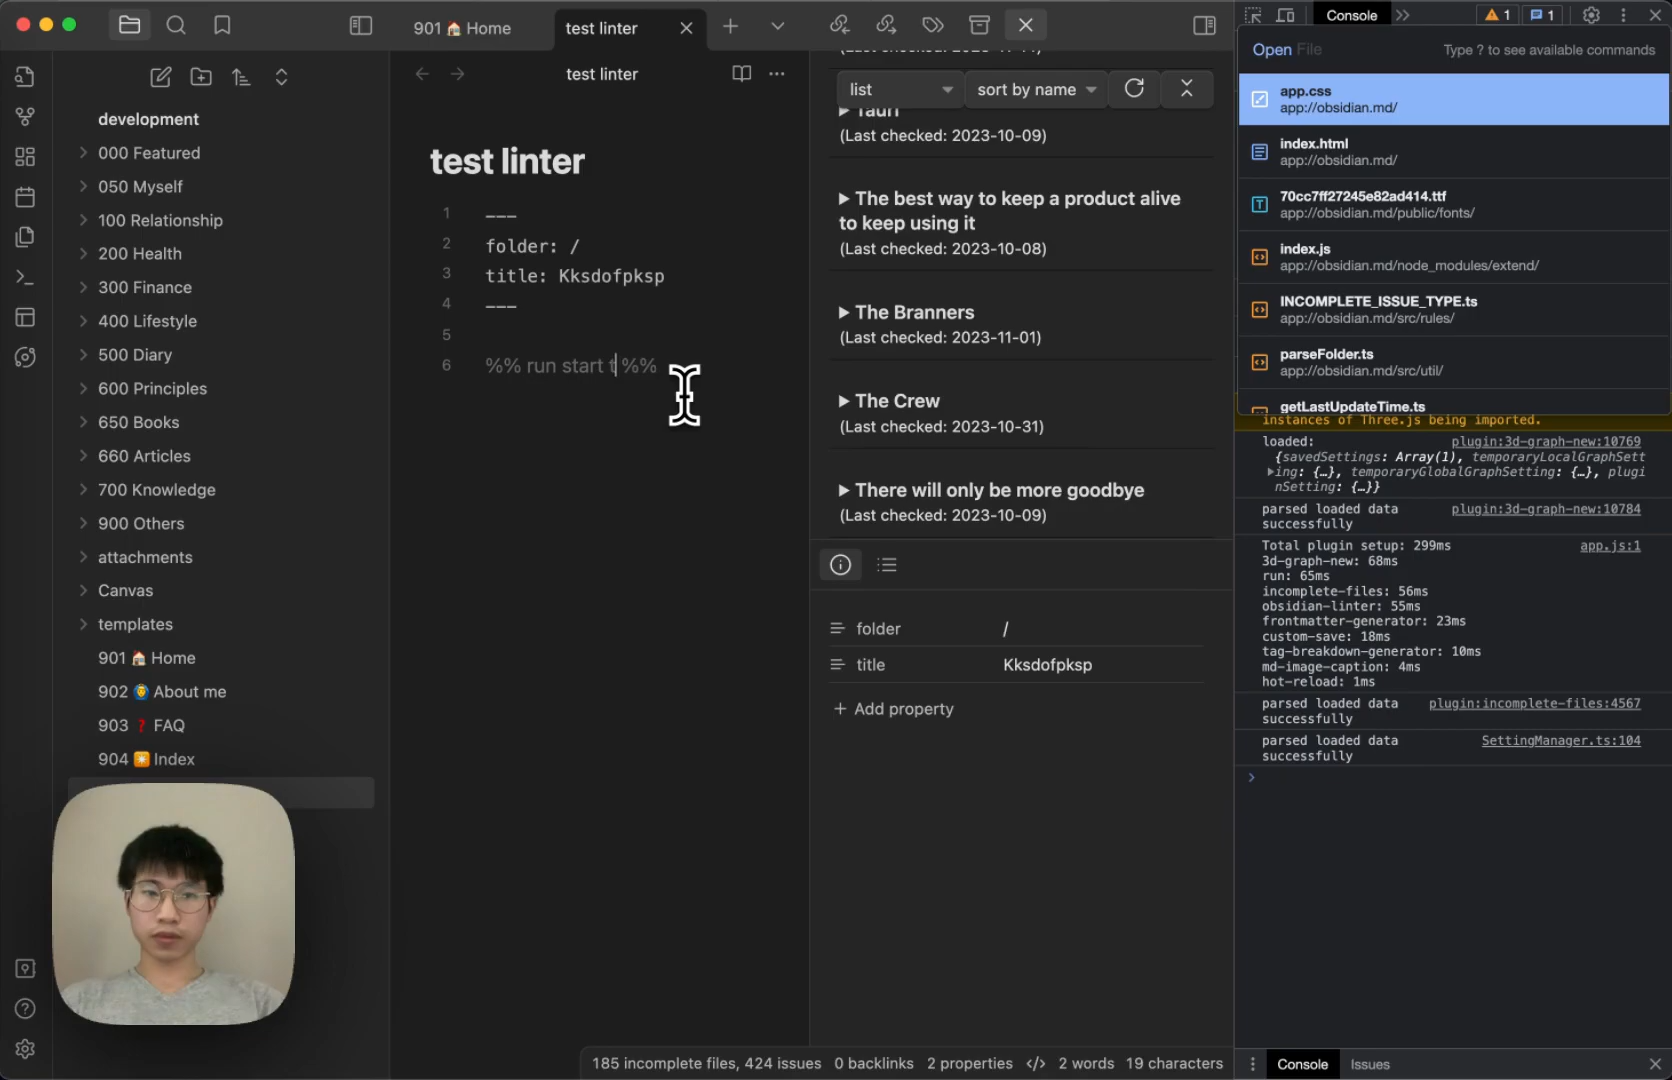 901 🏠 Home
test linter
test linter
development
000 Featured
050 Myself
100 Relationship
200 Health
300 Finance
400 Lifestyle
500 Diary
600 Principles
650 Books
660 Articles
700 Knowledge
900 Others
attachments
Canvas
templates
901 🏠 Home
902 🙆‍♂️ About me
903 ❓ FAQ
904 ✴️ Index
test linter
1 ---
2 folder: /
3 title: Kksdofpksp
4 ---
5
6 %% run start t %%
list
sort by name
Tauri
(Last checked: 2023-10-09)
The best way to keep a product alive
to keep using it
(Last checked: 2023-10-08)
The Branners
(Last checked: 2023-11-01)
The Crew
(Last checked: 2023-10-31)
There will only be more goodbye
(Last checked: 2023-10-09)
folder /
title Kksdofpksp
+ Add property
185 incomplete files, 424 issues 0 backlinks 2 properties </> 2 words 19 characters
Console 1 1
Open File Type ? to see available commands
app.css
app://obsidian.md/
index.html
app://obsidian.md/
70cc7ff27245e82ad414.ttf
app://obsidian.md/public/fonts/
index.js
app://obsidian.md/node_modules/extend/
INCOMPLETE_ISSUE_TYPE.ts
app://obsidian.md/src/rules/
parseFolder.ts
app://obsidian.md/src/util/
getLastUpdateTime.ts
instances of Three.js being imported.
loaded: plugin:3d-graph-new:10769
{savedSettings: Array(1), temporaryLocalGraphSett
ing: {…}, temporaryGlobalGraphSetting: {…}, plugi
nSetting: {…}}
parsed loaded data plugin:3d-graph-new:10784
successfully
Total plugin setup: 299ms app.js:1
3d-graph-new: 68ms
run: 65ms
incomplete-files: 56ms
obsidian-linter: 55ms
frontmatter-generator: 23ms
custom-save: 18ms
tag-breakdown-generator: 10ms
md-image-caption: 4ms
hot-reload: 1ms
parsed loaded data plugin:incomplete-files:4567
successfully
parsed loaded data SettingManager.ts:104
successfully
Console Issues